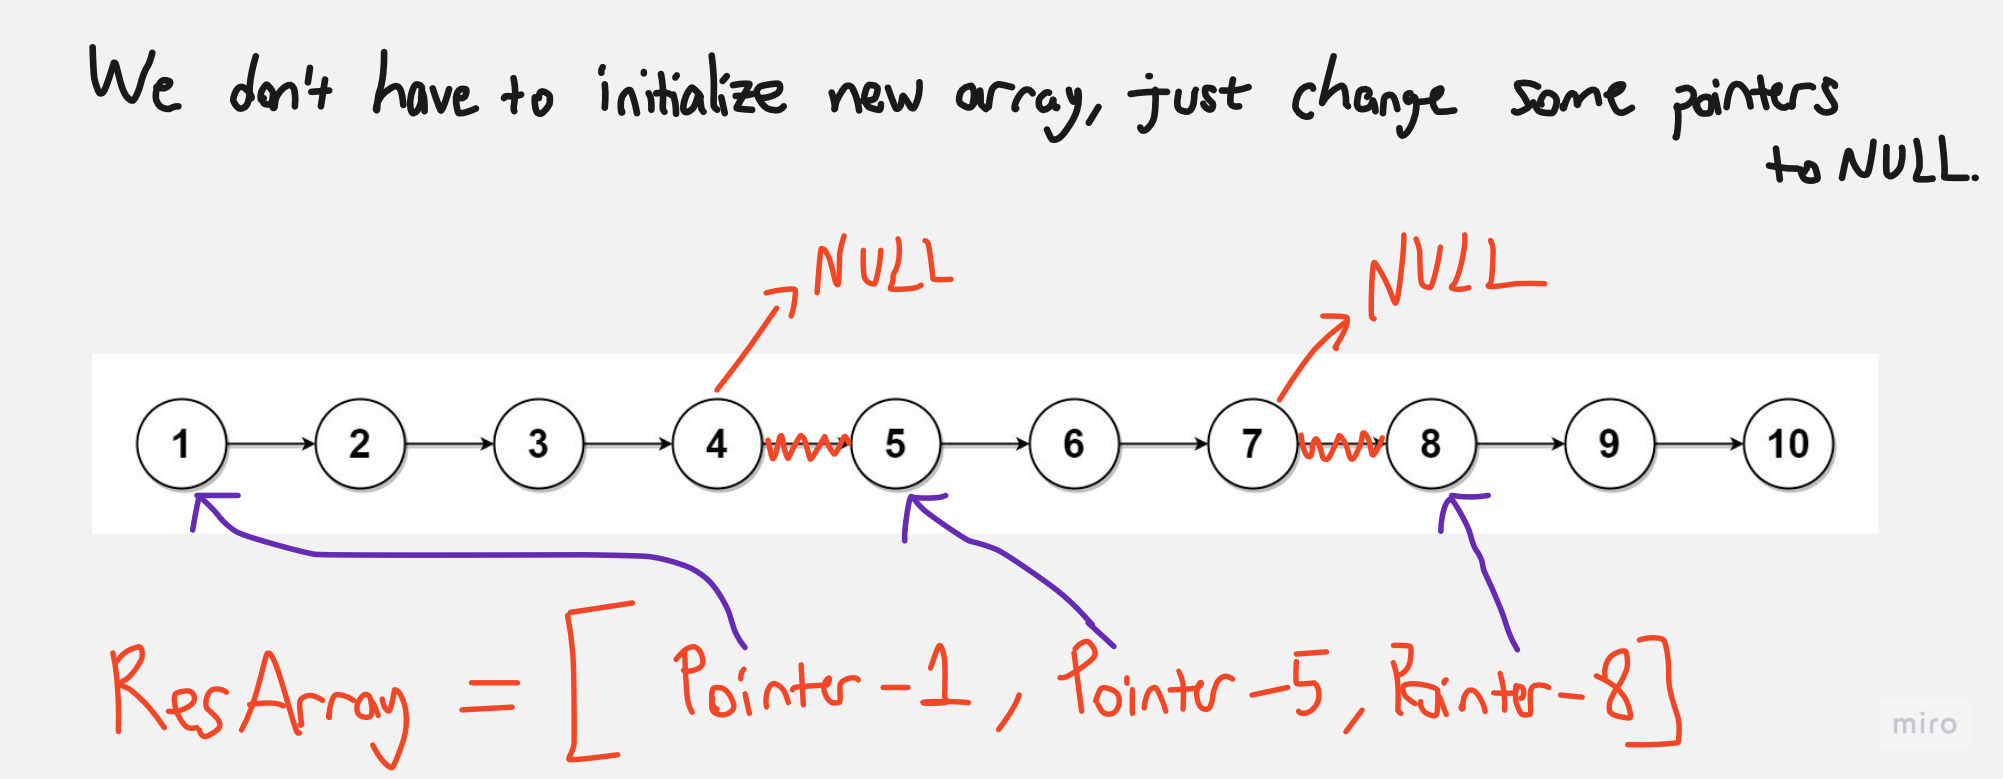 We don't have to initialize new array, just change some pointers
to NULL.
NULL NULL
1 2 3 4 5 6 7 8 9 10
ResArray = [ Pointer-1, Pointer-5, Pointer-8]
miro